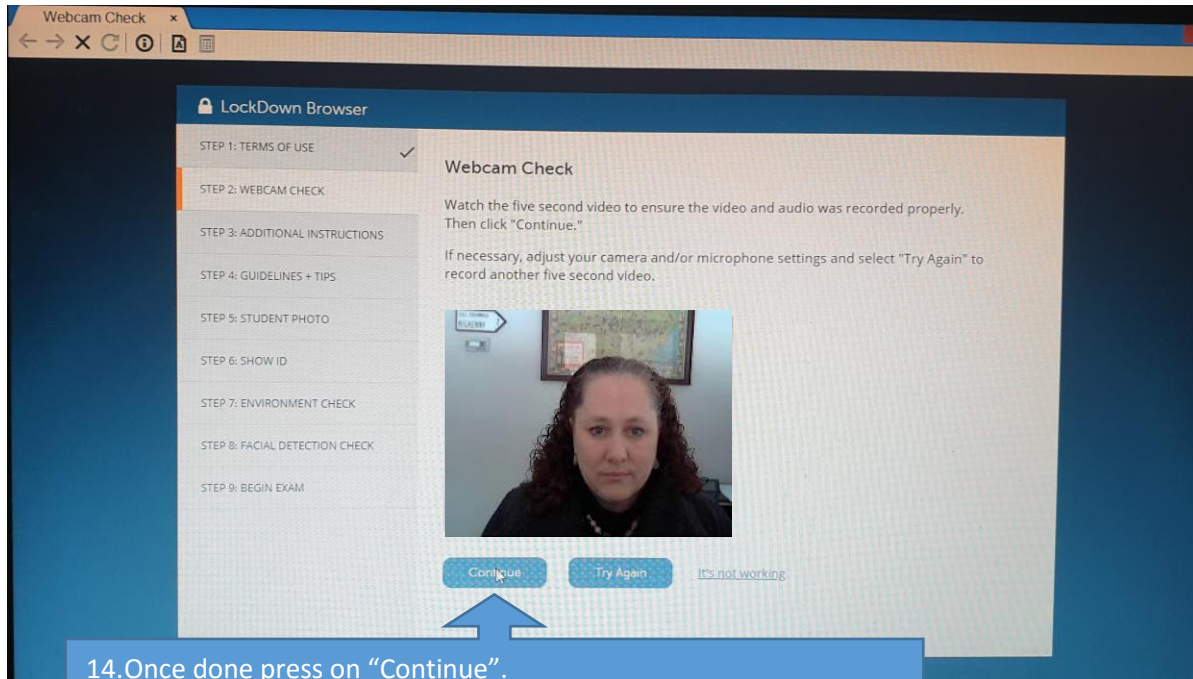 Webcam Check
LockDown Browser
STEP 1: TERMS OF USE
STEP 2: WEBCAM CHECK
STEP 3: ADDITIONAL INSTRUCTIONS
STEP 4: GUIDELINES + TIPS
STEP 5: STUDENT PHOTO
STEP 6: SHOW ID
STEP 7: ENVIRONMENT CHECK
STEP 8: FACIAL DETECTION CHECK
STEP 9: BEGIN EXAM
Webcam Check
Watch the five second video to ensure the video and audio was recorded properly.
Then click "Continue."
If necessary, adjust your camera and/or microphone settings and select "Try Again" to
record another five second video.
KILKENNY 7
Continue Try Again It's not working
14.Once done press on “Continue”.